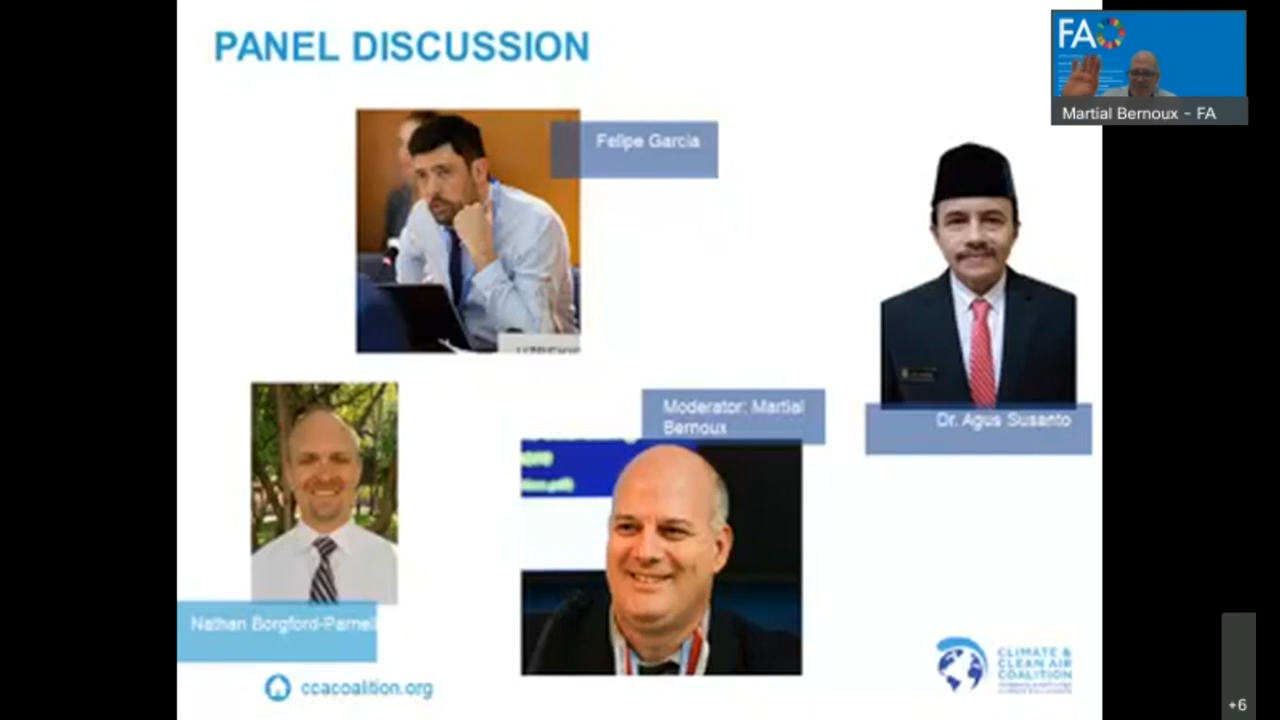 PANEL DISCUSSION
FAO
Martial Bernoux - FA
Felipe Garcia
Moderator: Martial
Bernoux
Dr. Agus Susanto
Nathan Borgford-Parnell
ccacoalition.org
CLIMATE &
CLEAN AIR
COALITION
+6